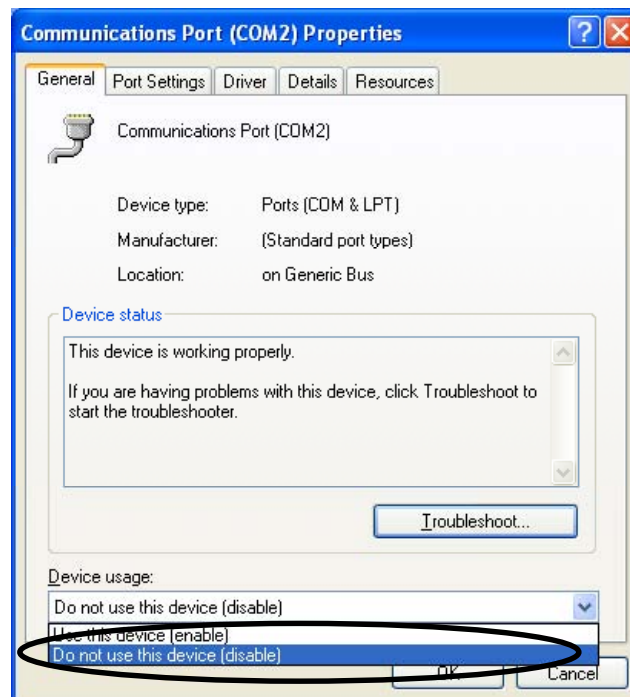 Communications Port (COM2) Properties
General Port Settings Driver Details Resources
Communications Port (COM2)
Device type: Ports (COM & LPT)
Manufacturer: (Standard port types)
Location: on Generic Bus
Device status
This device is working properly.
If you are having problems with this device, click Troubleshoot to
start the troubleshooter.
Troubleshoot...
Device usage:
Do not use this device (disable)
Use this device (enable)
Do not use this device (disable)
OK Cancel